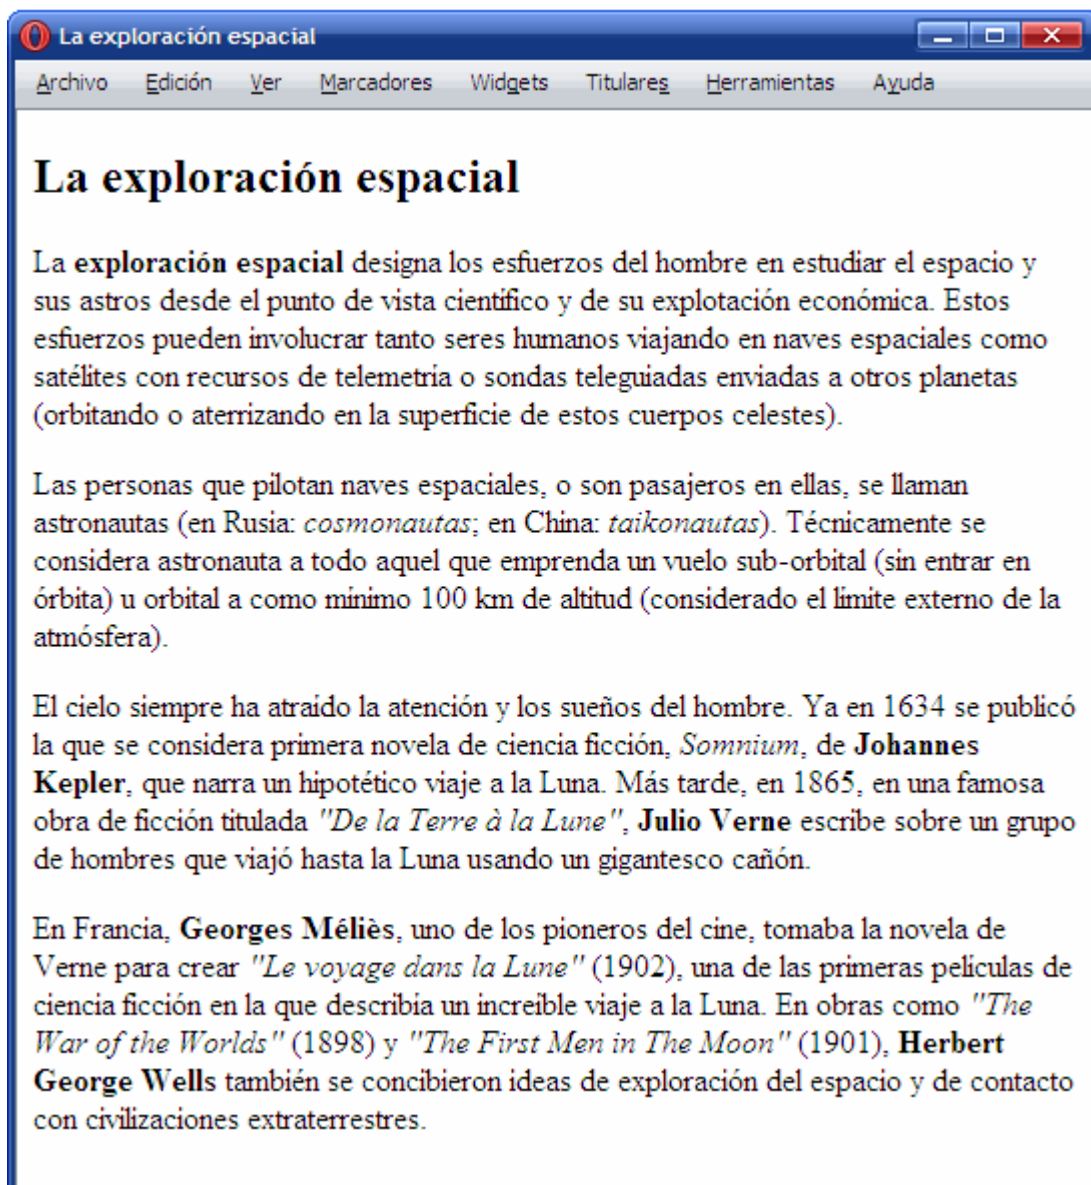 La exploración espacial
Archivo Edición Ver Marcadores Widgets Titulares Herramientas Ayuda
La exploración espacial
La exploración espacial designa los esfuerzos del hombre en estudiar el espacio y
sus astros desde el punto de vista científico y de su explotación económica. Estos
esfuerzos pueden involucrar tanto seres humanos viajando en naves espaciales como
satélites con recursos de telemetría o sondas teleguiadas enviadas a otros planetas
(orbitando o aterrizando en la superficie de estos cuerpos celestes).
Las personas que pilotan naves espaciales, o son pasajeros en ellas, se llaman
astronautas (en Rusia: cosmonautas; en China: taikonautas). Técnicamente se
considera astronauta a todo aquel que emprenda un vuelo sub-orbital (sin entrar en
órbita) u orbital a como mínimo 100 km de altitud (considerado el límite externo de la
atmósfera).
El cielo siempre ha atraído la atención y los sueños del hombre. Ya en 1634 se publicó
la que se considera primera novela de ciencia ficción, Somnium, de Johannes
Kepler, que narra un hipotético viaje a la Luna. Más tarde, en 1865, en una famosa
obra de ficción titulada "De la Terre à la Lune", Julio Verne escribe sobre un grupo
de hombres que viajó hasta la Luna usando un gigantesco cañón.
En Francia, Georges Méliès, uno de los pioneros del cine, tomaba la novela de
Verne para crear "Le voyage dans la Lune" (1902), una de las primeras películas de
ciencia ficción en la que describía un increíble viaje a la Luna. En obras como "The
War of the Worlds" (1898) y "The First Men in The Moon" (1901), Herbert
George Wells también se concibieron ideas de exploración del espacio y de contacto
con civilizaciones extraterrestres.